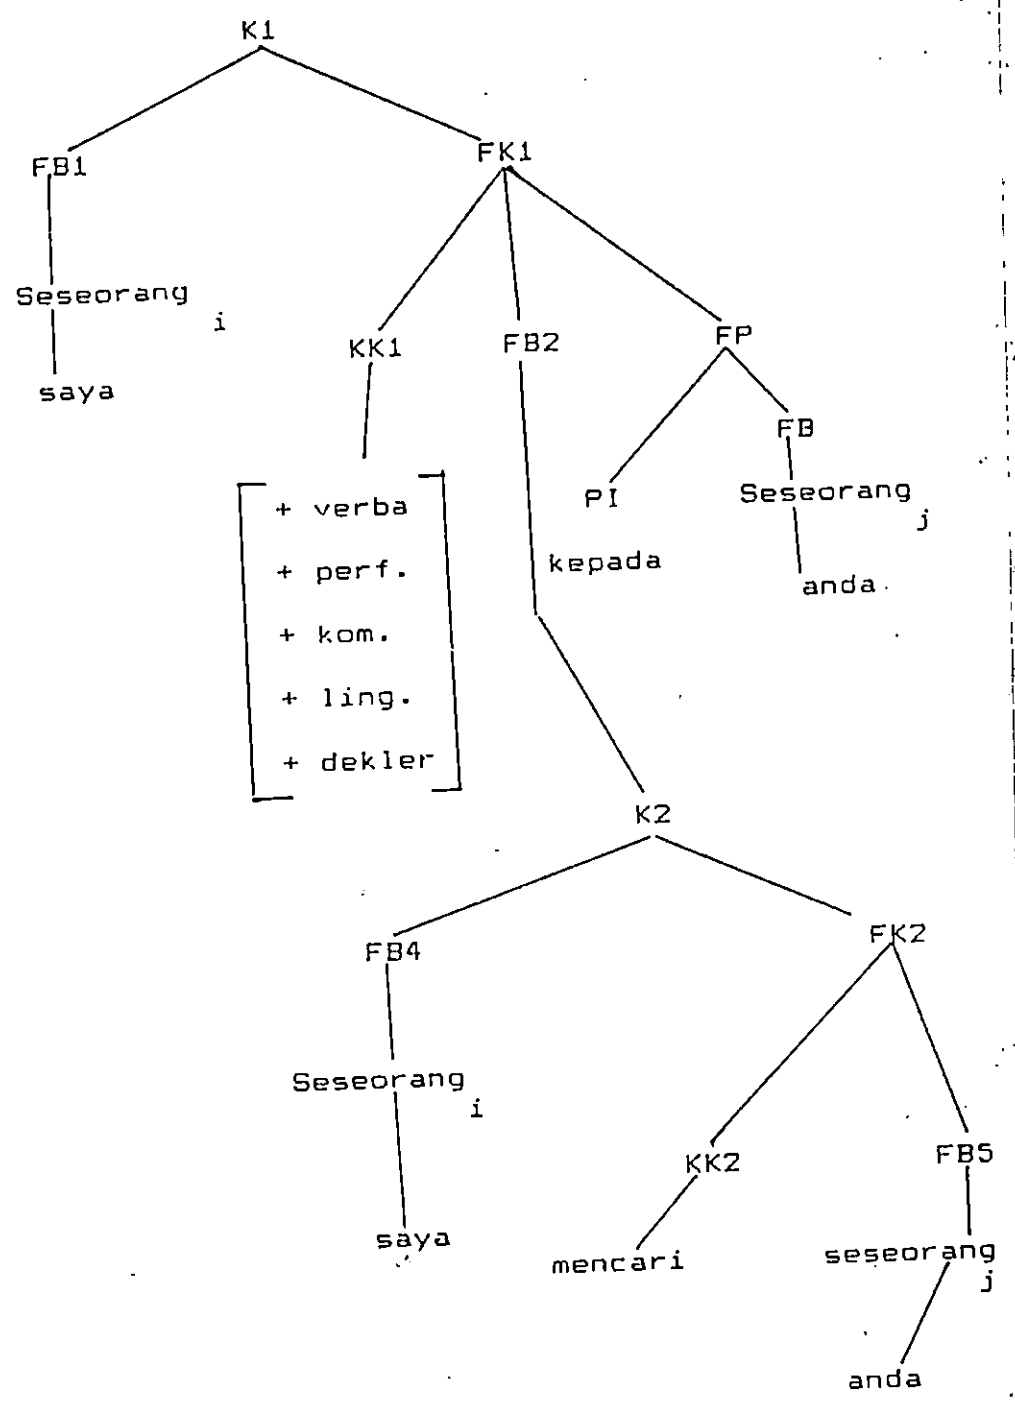 K1
FB1
FK1
Seseorang
i
saya
KK1
FB2
FP
FB
PI
Seseorang
j
anda
kepada
+ verba
+ perf.
+ kom.
+ ling.
+ dekler
K2
FB4
FK2
Seseorang
i
saya
KK2
FB5
mencari
seseorang
j
anda